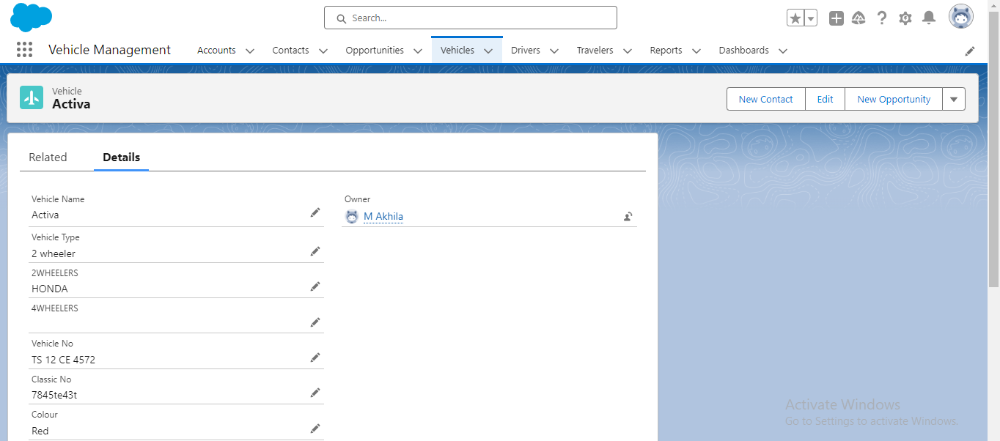 Search...
Vehicle Management
Accounts
Contacts
Opportunities
Vehicles
Drivers
Travelers
Reports
Dashboards
Vehicle
Activa
New Contact
Edit
New Opportunity
Related
Details
Vehicle Name
Activa
Owner
M Akhila
Vehicle Type
2 wheeler
2WHEELERS
HONDA
4WHEELERS
Vehicle No
TS 12 CE 4572
Classic No
7845te43t
Colour
Red
Activate Windows
Go to Settings to activate Windows.